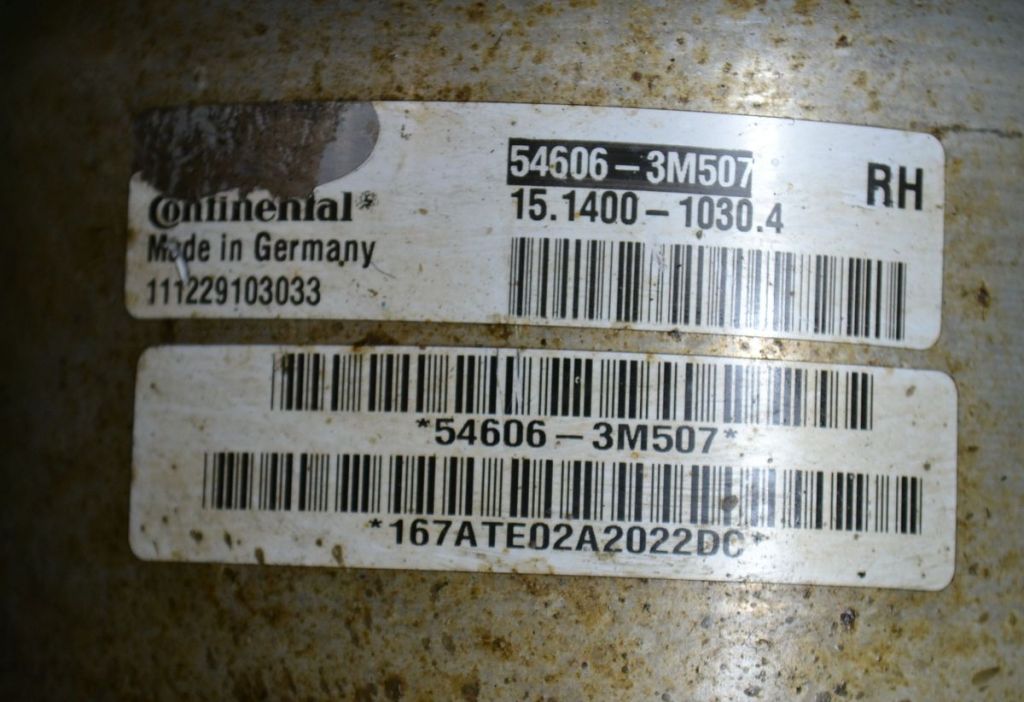 54606-3M507
RH
15.1400-1030.4
Continental®
Made in Germany
111229103033
*54606-3M507*
*167ATE02A2022DC*